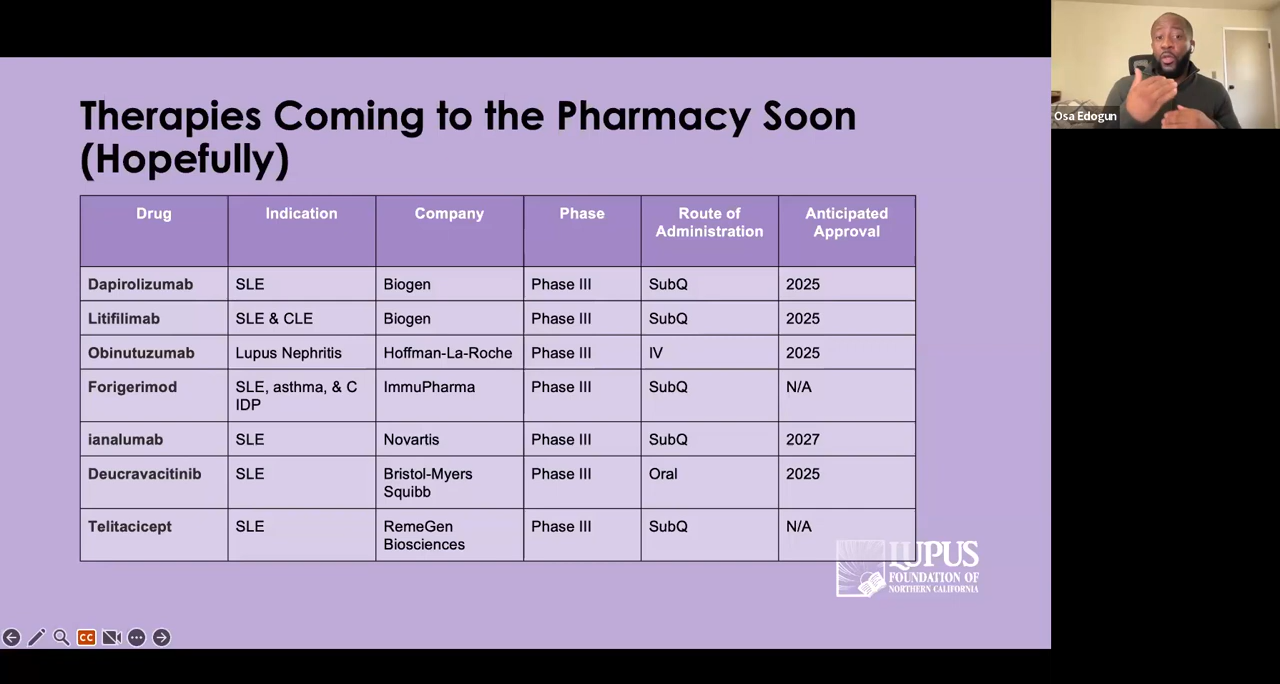 Therapies Coming to the Pharmacy Soon
(Hopefully)
Drug Indication Company Phase Route of Administration Anticipated Approval
Dapirolizumab SLE Biogen Phase III SubQ 2025
Litifilimab SLE & CLE Biogen Phase III SubQ 2025
Obinutuzumab Lupus Nephritis Hoffman-La-Roche Phase III IV 2025
Forigerimod SLE, asthma, & C IDP ImmuPharma Phase III SubQ N/A
ianalumab SLE Novartis Phase III SubQ 2027
Deucravacitinib SLE Bristol-Myers Squibb Phase III Oral 2025
Telitacicept SLE RemeGen Biosciences Phase III SubQ N/A
LUPUS
FOUNDATION OF
NORTHERN CALIFORNIA
CC
Osa Edogun